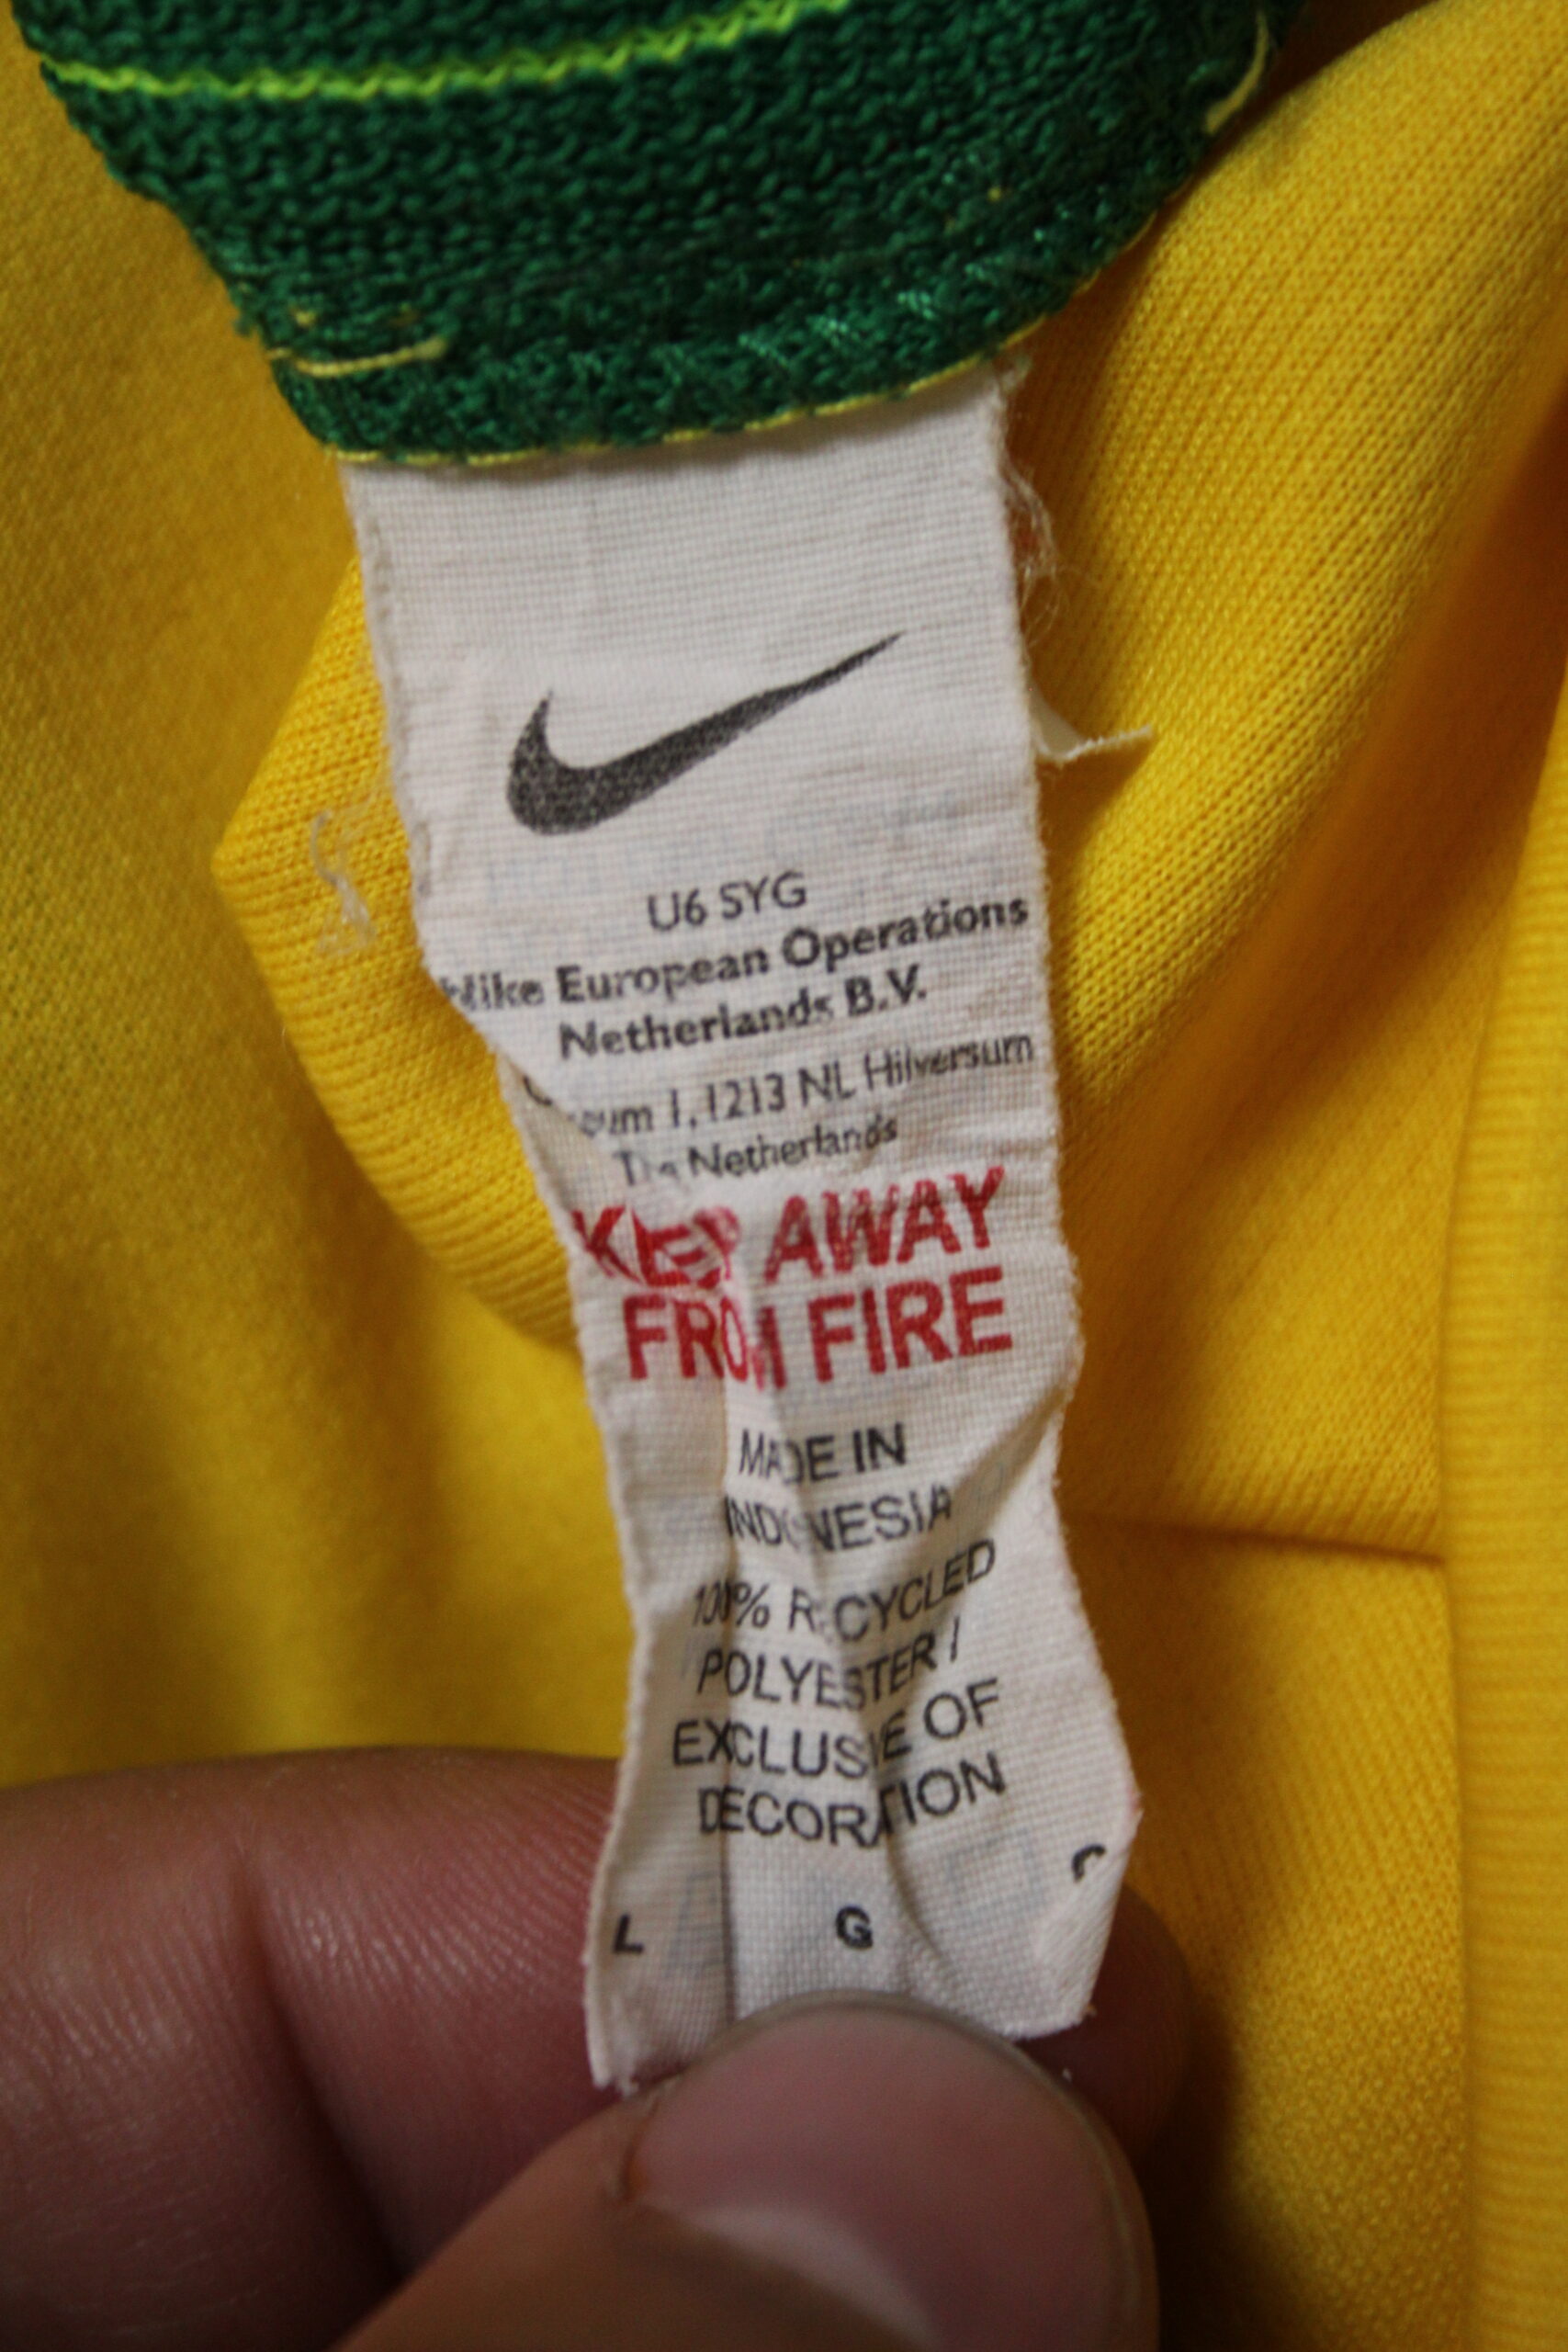 U6 SYG
Nike European Operations
Netherlands B.V.
1, 1213 NL Hilversum
The Netherlands
KEEP AWAY
FROM FIRE
MADE IN
INDONESIA
100% RECYCLED
POLYESTER /
EXCLUSIVE OF
DECORATION
L G